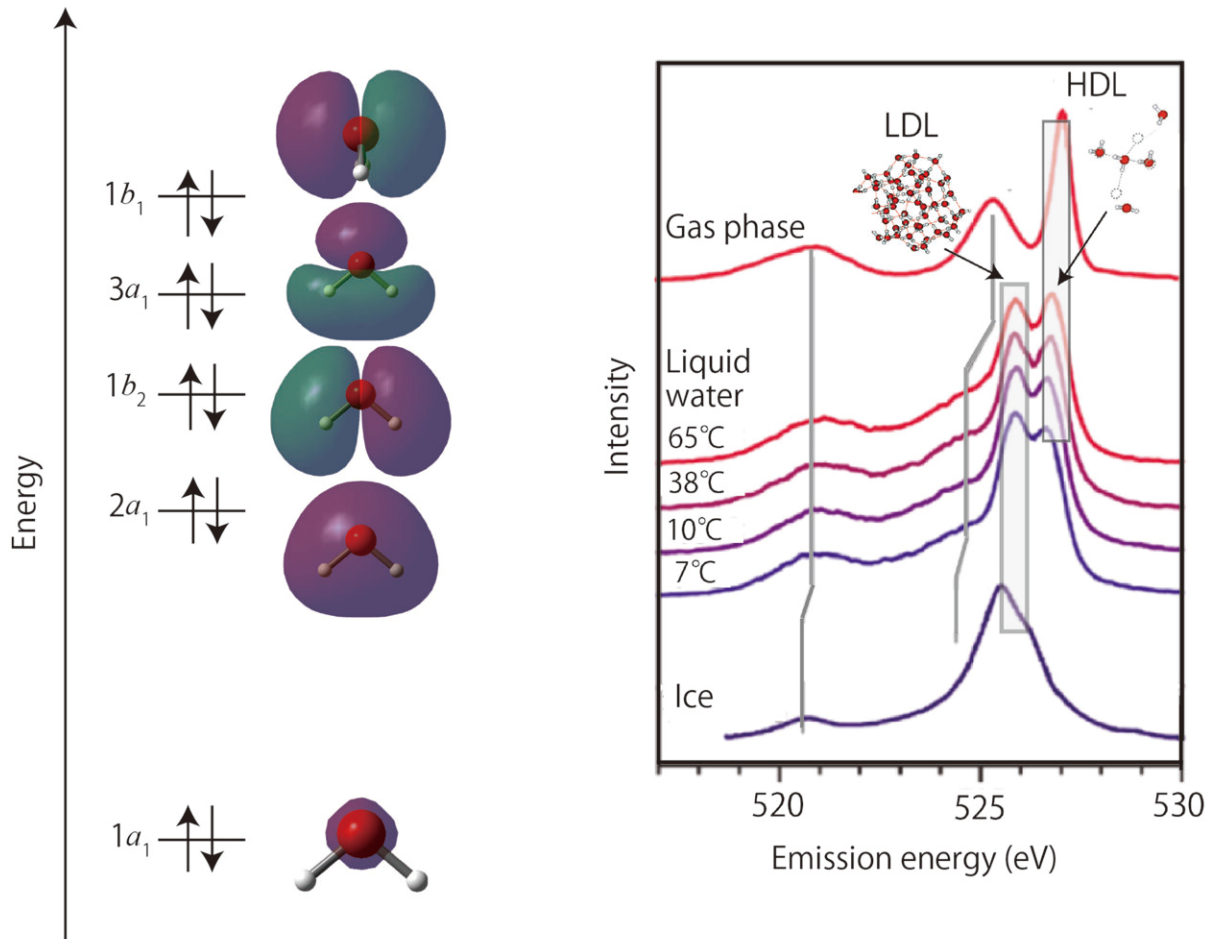 Energy
1b₁
3a₁
1b₂
2a₁
1a₁
Intensity
HDL
LDL
Gas phase
Liquid
water
65℃
38℃
10℃
7℃
Ice
520
525
530
Emission energy (eV)